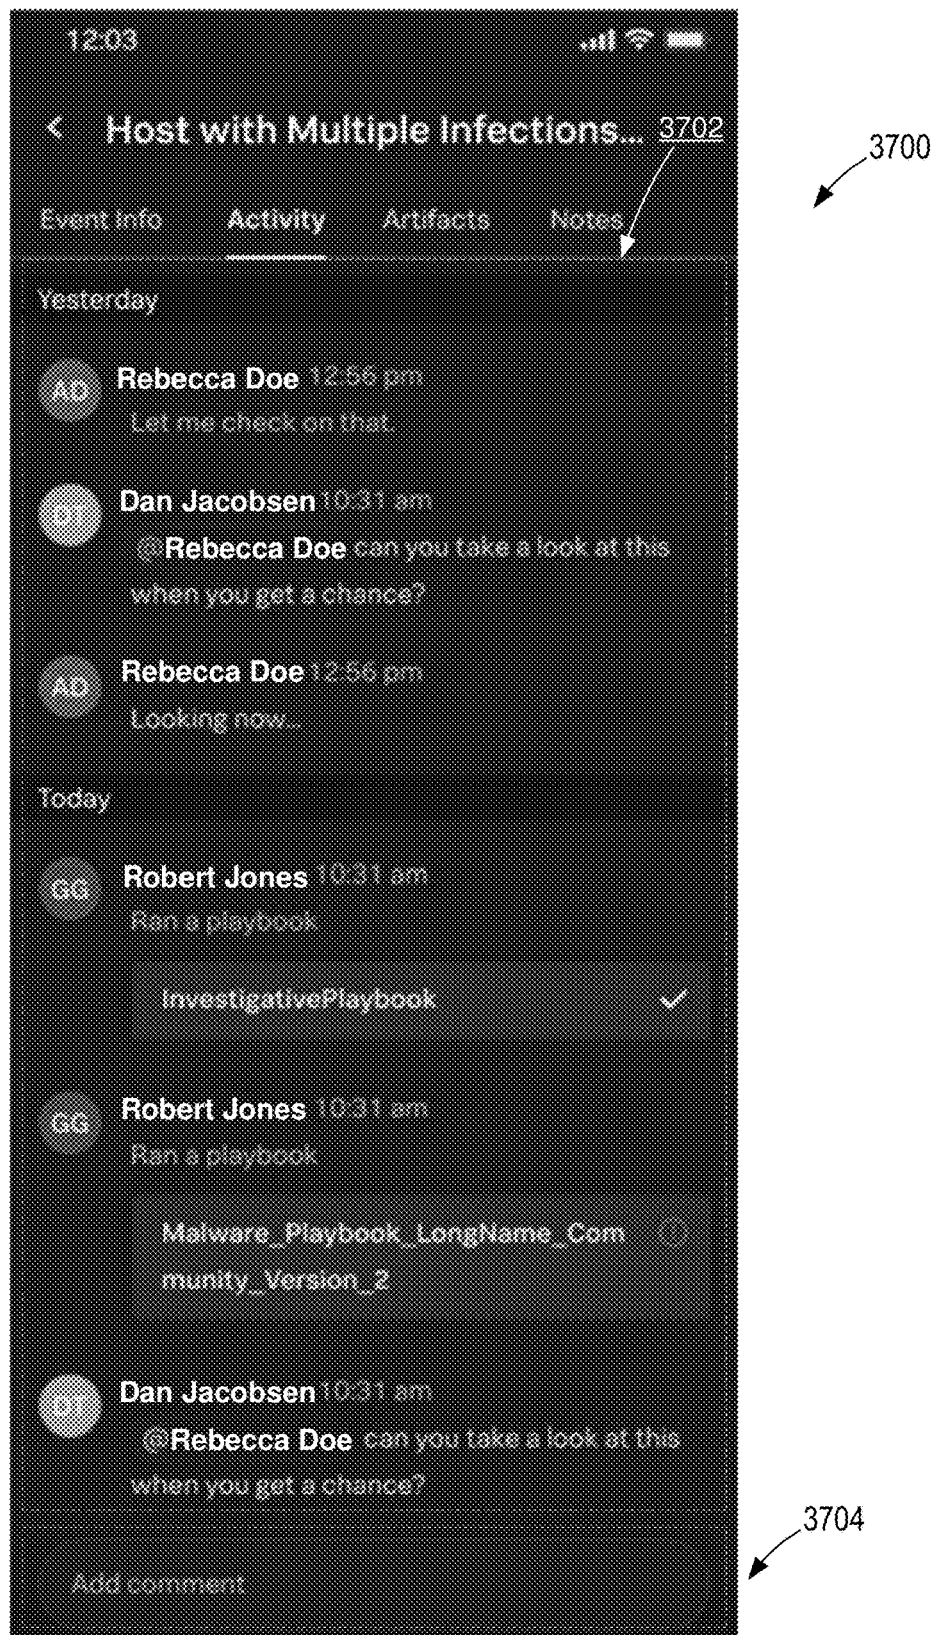 12:03
Host with Multiple Infections... 3702
3700
Event Info Activity Artifacts Notes
Yesterday
AD Rebecca Doe 12:56 pm
Let me check on that.
DT Dan Jacobsen 10:31 am
@Rebecca Doe can you take a look at this
when you get a chance?
AD Rebecca Doe 12:56 pm
Looking now...
Today
GG Robert Jones 10:31 am
Ran a playbook
InvestigativePlaybook
GG Robert Jones 10:31 am
Ran a playbook
Malware_Playbook_LongName_Com
munity_Version_2
DT Dan Jacobsen 10:31 am
@Rebecca Doe can you take a look at this
when you get a chance?
3704
Add comment